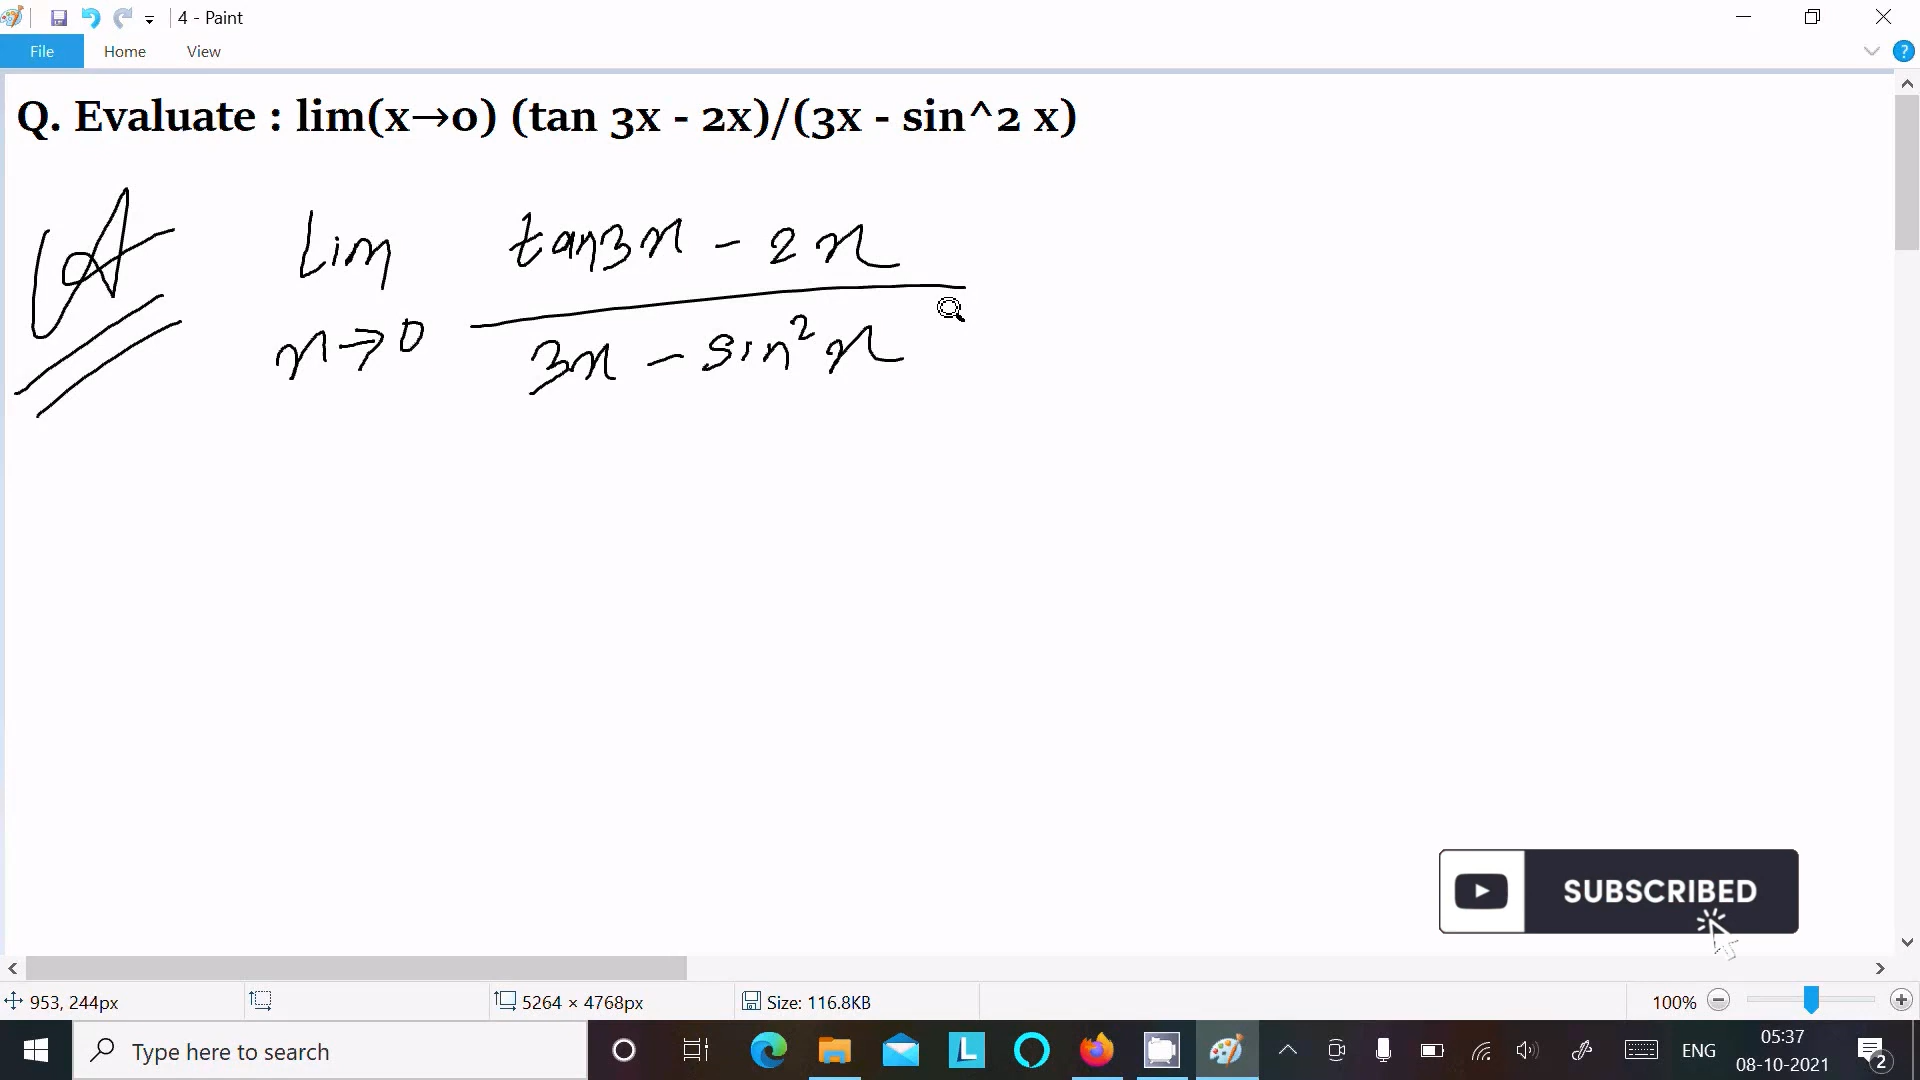 4 - Paint
File Home View
Q. Evaluate : lim(x→0) (tan 3x - 2x)/(3x - sin^2 x)
lim tan3x - 2x
x→0 3x - sin²x
SUBSCRIBED
953, 244px 5264 × 4768px Size: 116.8KB 100%
Type here to search
L
ENG
05:37
08-10-2021
2